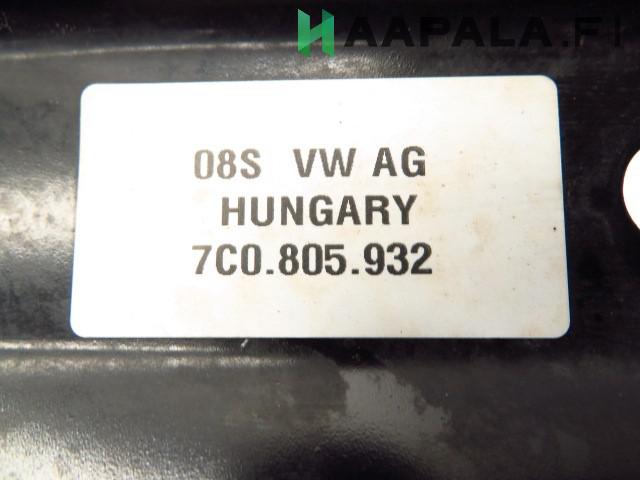 HAAPALA.FI
08S VW AG
HUNGARY
7C0.805.932